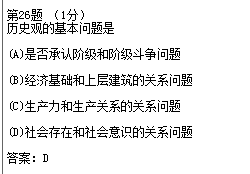 第26题 （1分）
历史观的基本问题是
(A)是否承认阶级和阶级斗争问题
(B)经济基础和上层建筑的关系问题
(C)生产力和生产关系的关系问题
(D)社会存在和社会意识的关系问题
答案：D